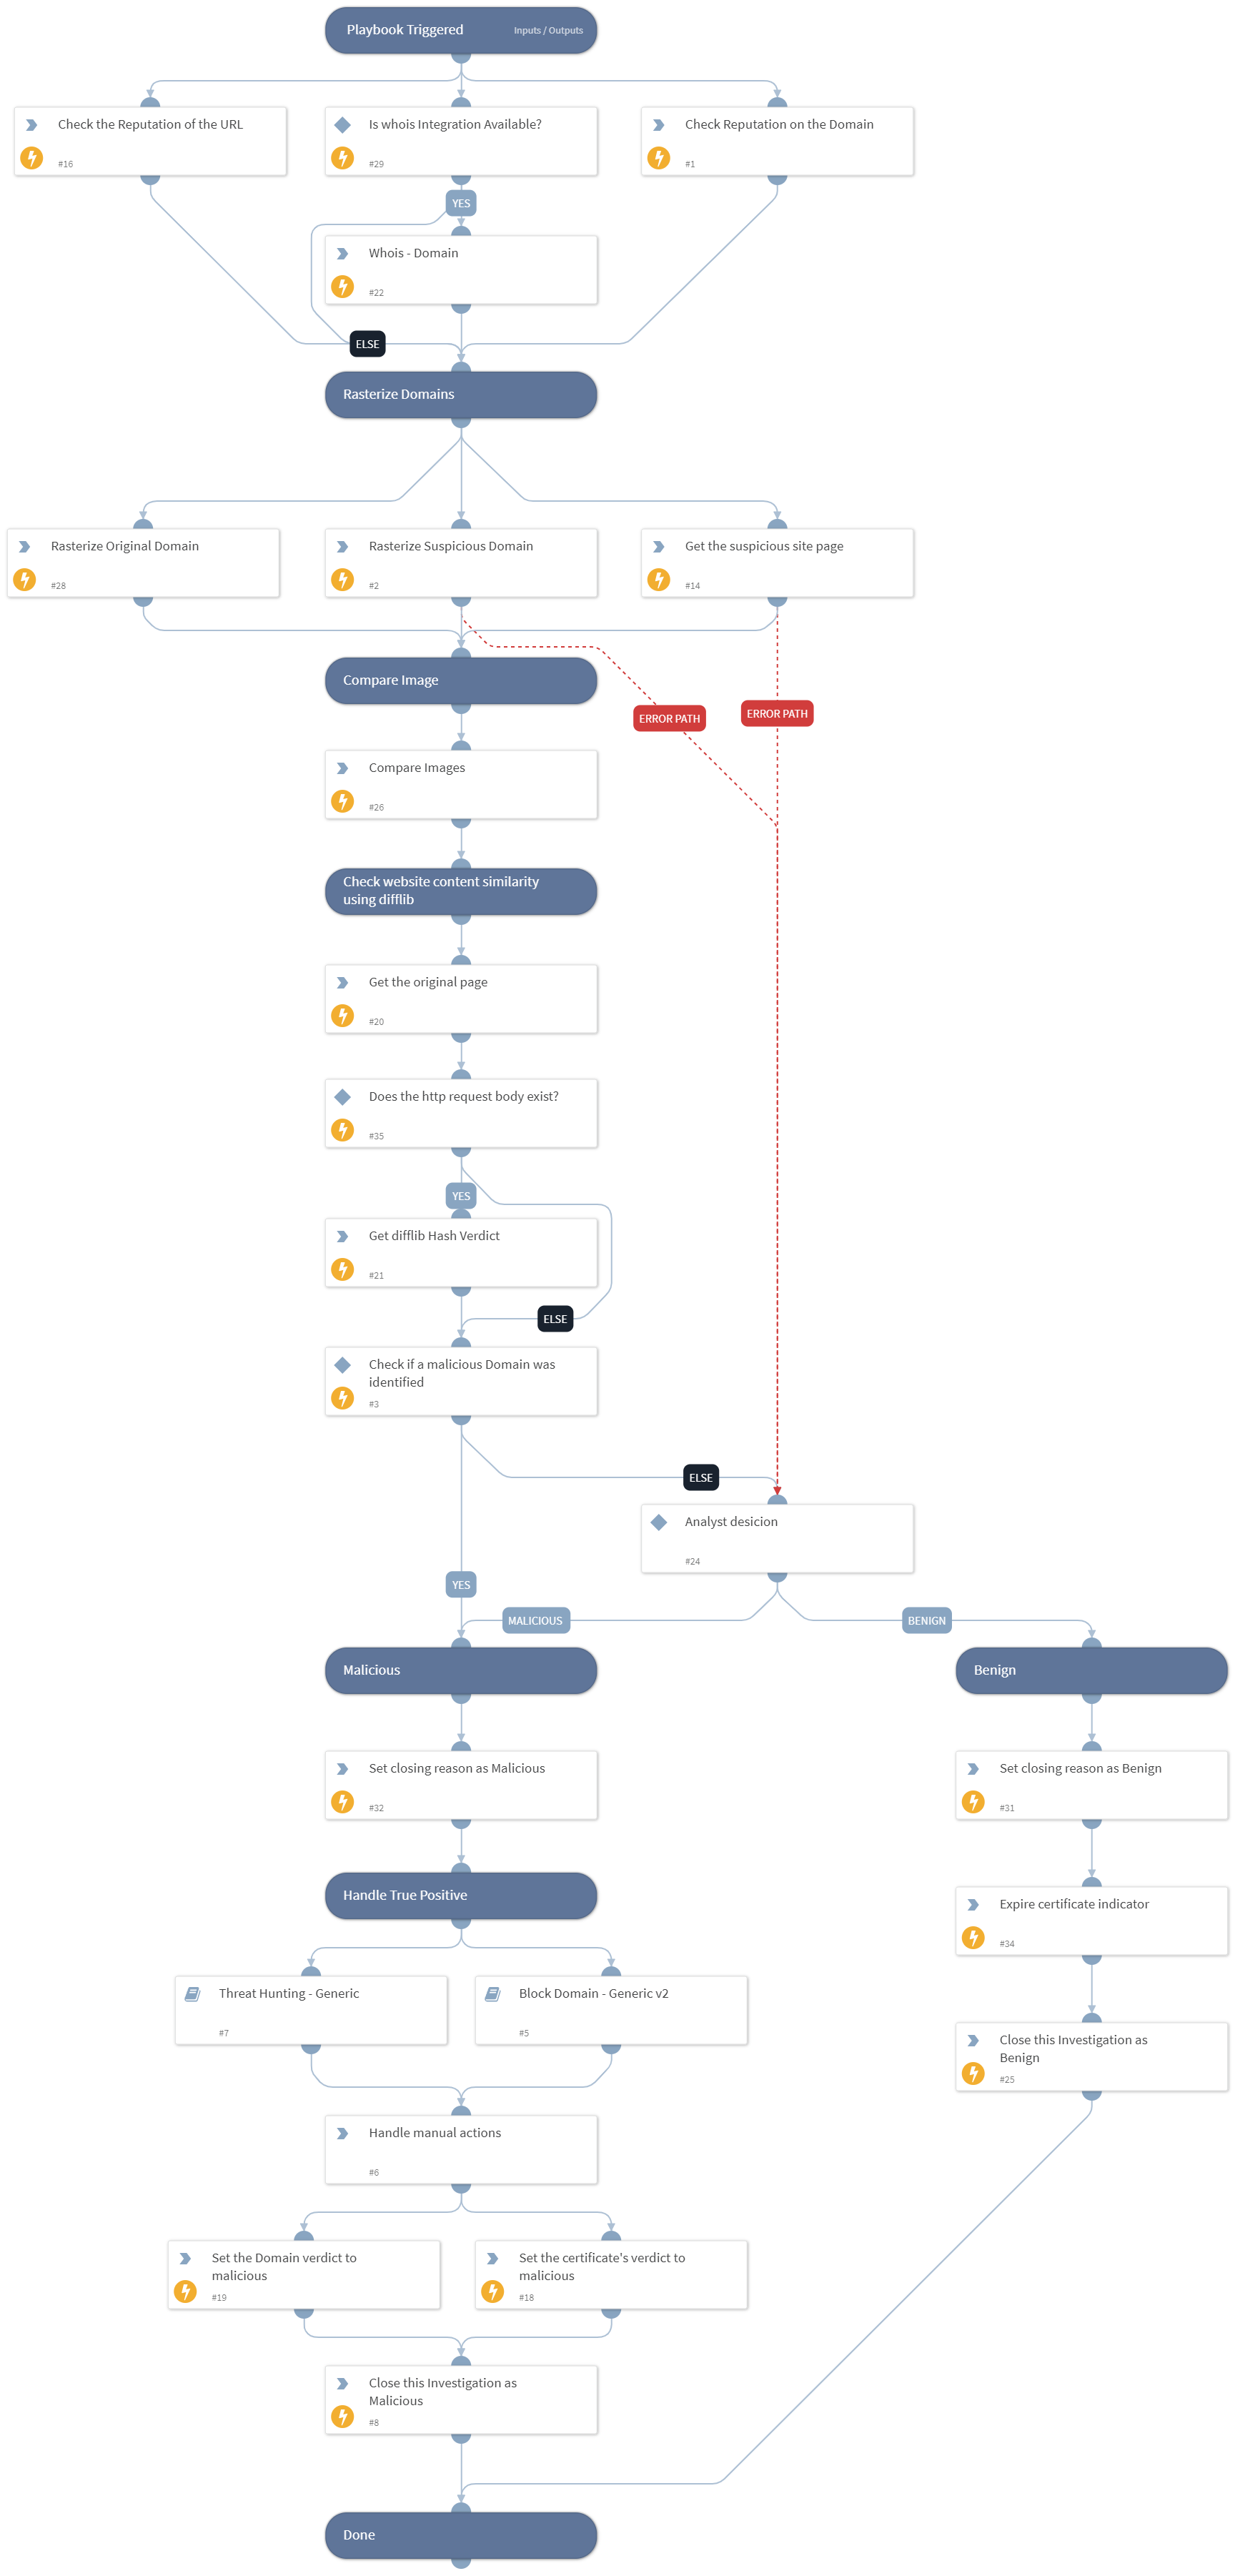 Playbook Triggered
Inputs / Outputs
Check the Reputation of the URL
#16
Is whois Integration Available?
#29
Check Reputation on the Domain
#1
YES
Whois - Domain
#22
ELSE
Rasterize Domains
Rasterize Original Domain
#28
Rasterize Suspicious Domain
#2
Get the suspicious site page
#14
Compare Image
ERROR PATH
ERROR PATH
Compare Images
#26
Check website content similarity
using difflib
Get the original page
#20
Does the http request body exist?
#35
YES
Get difflib Hash Verdict
#21
ELSE
Check if a malicious Domain was
identified
#3
ELSE
Analyst desicion
#24
YES
MALICIOUS
BENIGN
Malicious
Benign
Set closing reason as Malicious
#32
Set closing reason as Benign
#31
Handle True Positive
Expire certificate indicator
#34
Threat Hunting - Generic
#7
Block Domain - Generic v2
#5
Close this Investigation as
Benign
#25
Handle manual actions
#6
Set the Domain verdict to
malicious
#19
Set the certificate's verdict to
malicious
#18
Close this Investigation as
Malicious
#8
Done